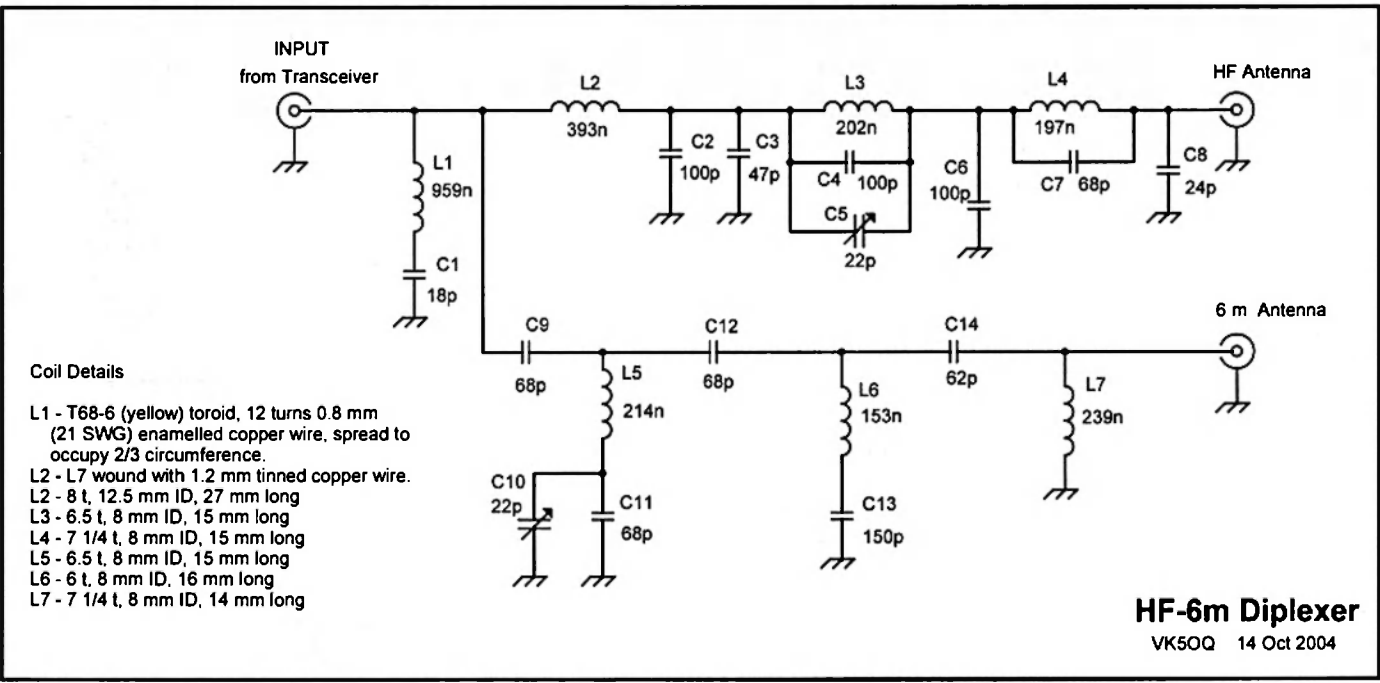 INPUT
from Transceiver
L2
393n
L3
202n
L4
197n
HF Antenna
L1
959n
C2
100p
C3
47p
C4
100p
C5
22p
C6
100p
C7
68p
C8
24p
C1
18p
C9
68p
C12
68p
C14
62p
6 m Antenna
L5
214n
L6
153n
L7
239n
C10
22p
C11
68p
C13
150p
Coil Details
L1 - T68-6 (yellow) toroid, 12 turns 0.8 mm
(21 SWG) enamelled copper wire, spread to
occupy 2/3 circumference.
L2 - L7 wound with 1.2 mm tinned copper wire.
L2 - 8 t, 12.5 mm ID, 27 mm long
L3 - 6.5 t, 8 mm ID, 15 mm long
L4 - 7 1/4 t, 8 mm ID, 15 mm long
L5 - 6.5 t, 8 mm ID, 15 mm long
L6 - 6 t, 8 mm ID, 16 mm long
L7 - 7 1/4 t, 8 mm ID, 14 mm long
HF-6m Diplexer
VK5OQ 14 Oct 2004